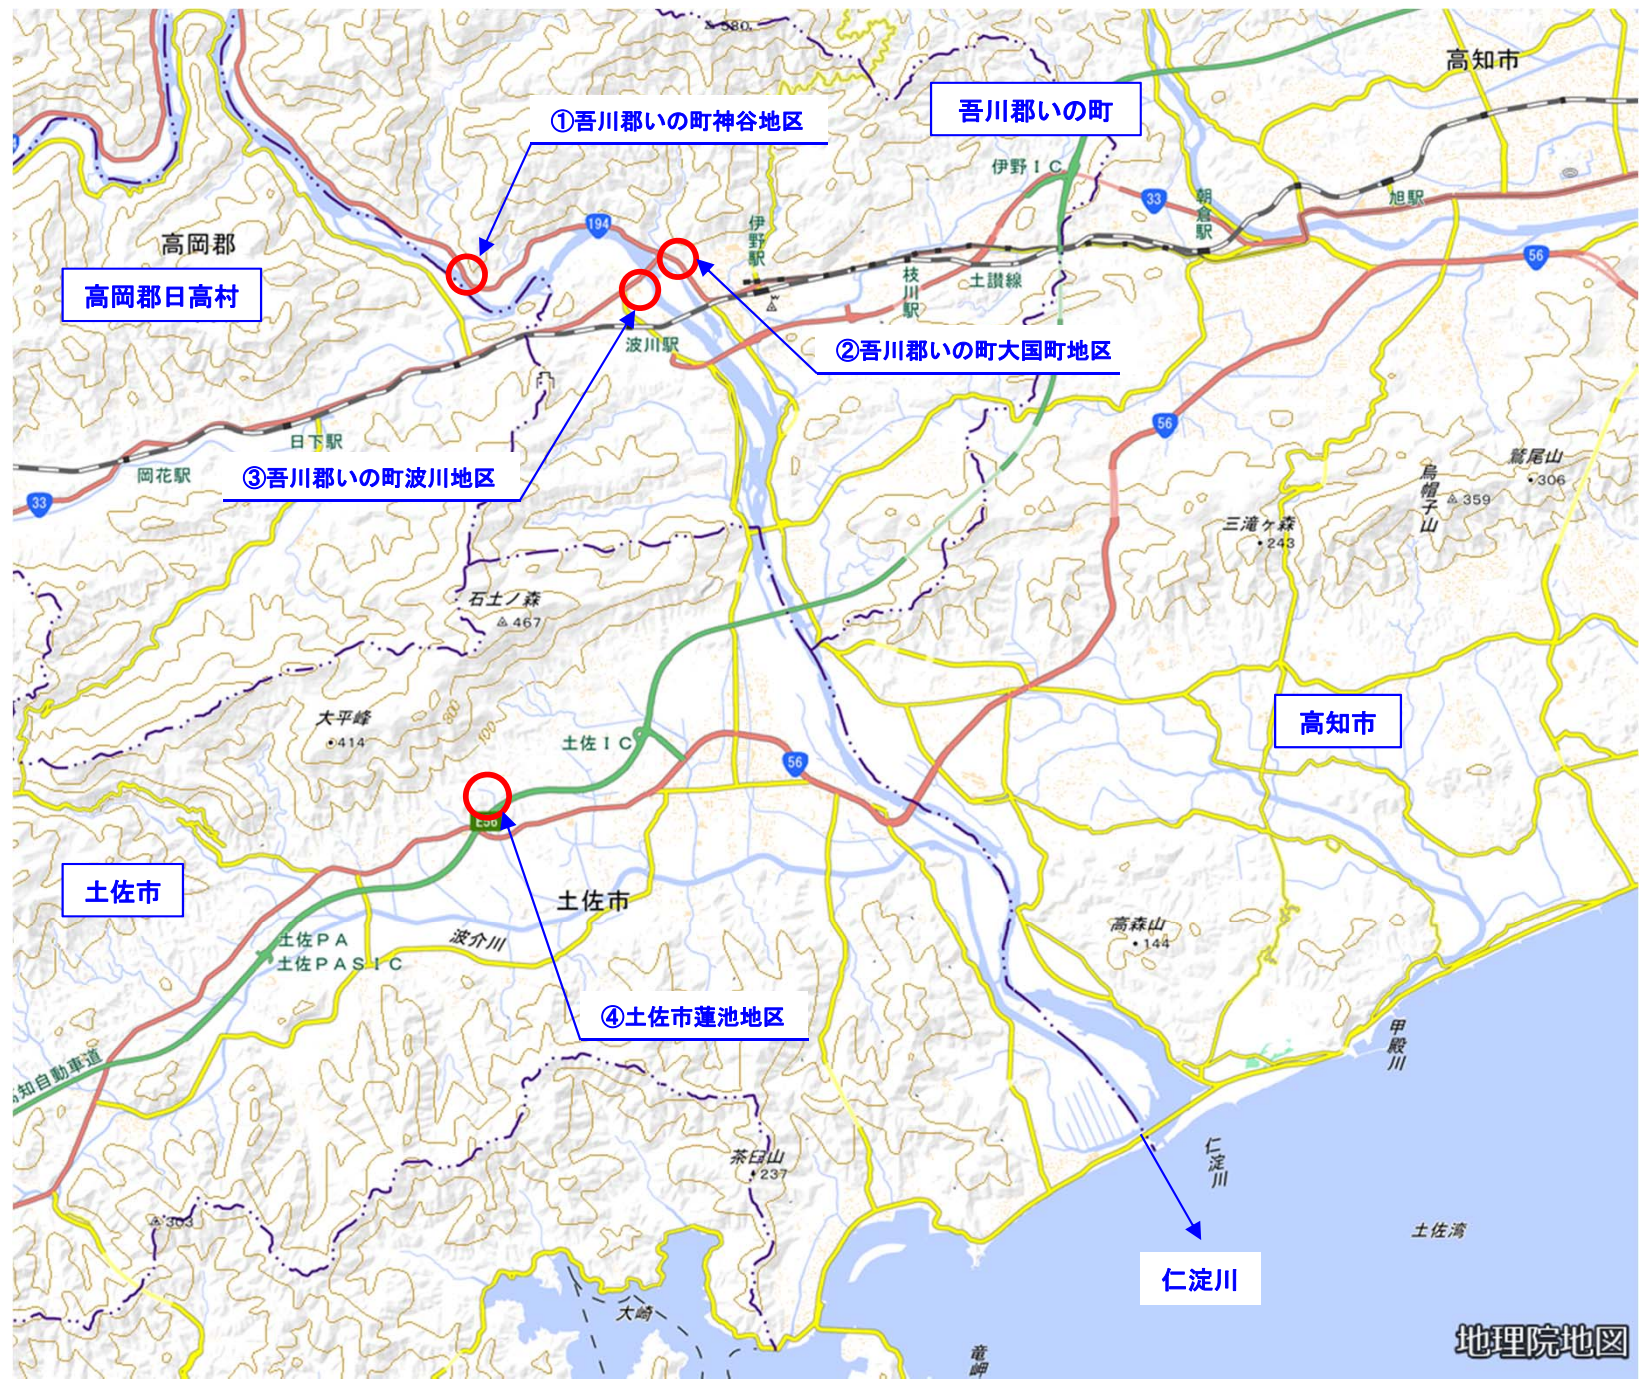 580
高知市
吾川郡いの町
①吾川郡いの町神谷地区
伊野IC
33
朝倉駅
旭駅
194
伊野駅
高岡郡
56
枝川駅
土讃線
高岡郡日高村
波川駅
②吾川郡いの町大国町地区
56
日下駅
岡花駅
33
③吾川郡いの町波川地区
鷲尾山
306
烏帽子山
359
三滝ヶ森
243
石土ノ森
467
大平峰
414
300
100
土佐IC
56
高知市
E56
土佐市
土佐市
高森山
144
土佐PA
土佐PASIC
波介川
④土佐市蓮池地区
甲殿川
高知自動車道
茶臼山
237
仁淀川
303
土佐湾
仁淀川
大崎
竜岬
地理院地図